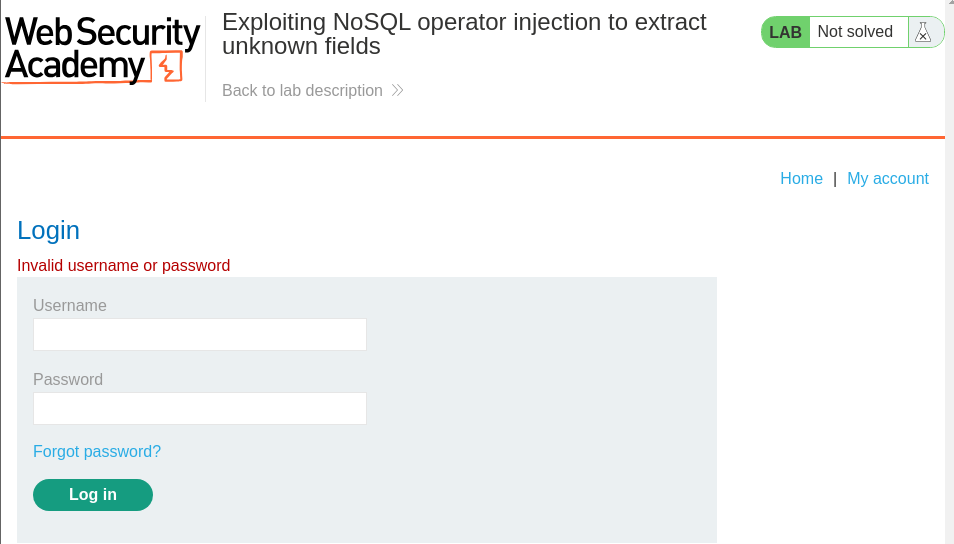 Web Security
Academy
Exploiting NoSQL operator injection to extract
unknown fields
Back to lab description
LAB Not solved
Home | My account
Login
Invalid username or password
Username
Password
Forgot password?
Log in